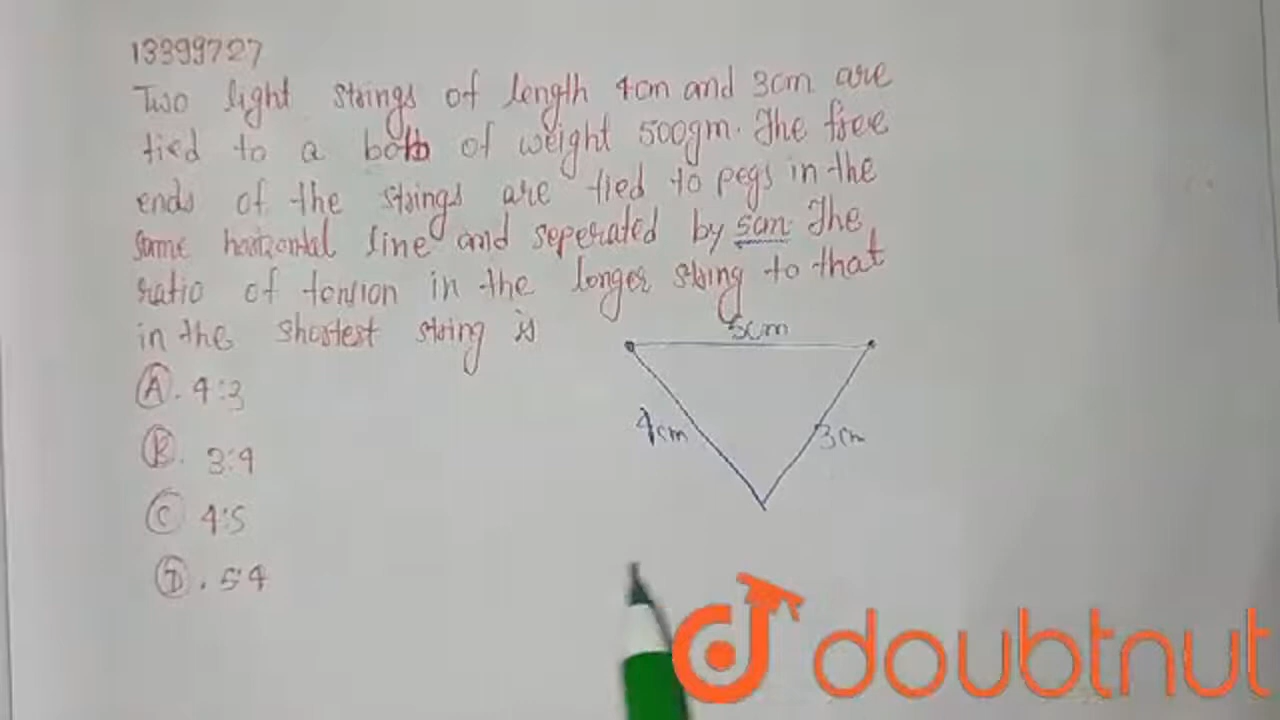 13399727
Two light strings of length 4cm and 3cm are
tied to a bob of weight 500gm. The free
ends of the strings are tied to pegs in the
same horizontal line and seperated by 5cm. The
ratio of tension in the longer string to that
in the shortest string is
5cm
A. 4:3
4cm
3cm
B. 3:4
C 4:5
D. 5:4
doubtnut